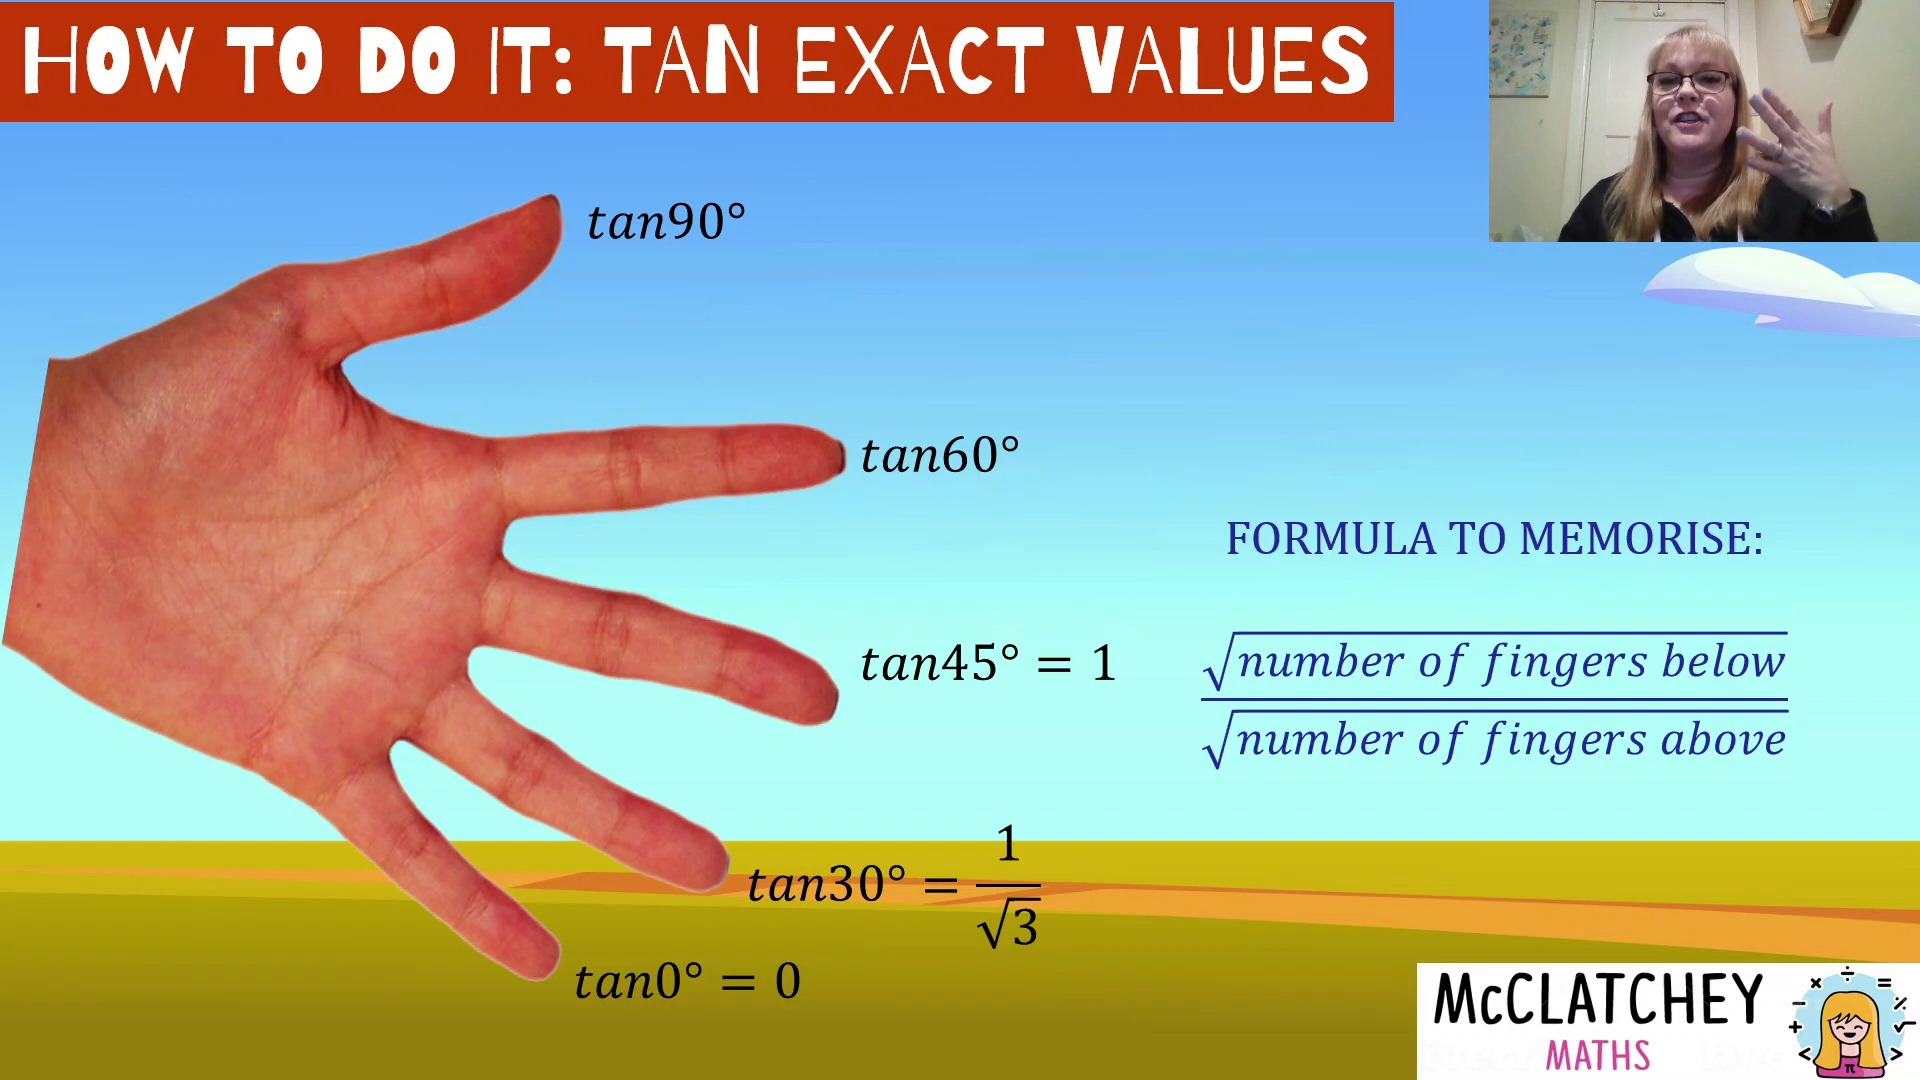 HOW TO DO IT: TAN EXACT VALUES
tan90°
tan60°
FORMULA TO MEMORISE:
tan45° = 1
√number of fingers below
√number of fingers above
tan30° = 1/√3
tan0° = 0
McCLATCHEY
MATHS